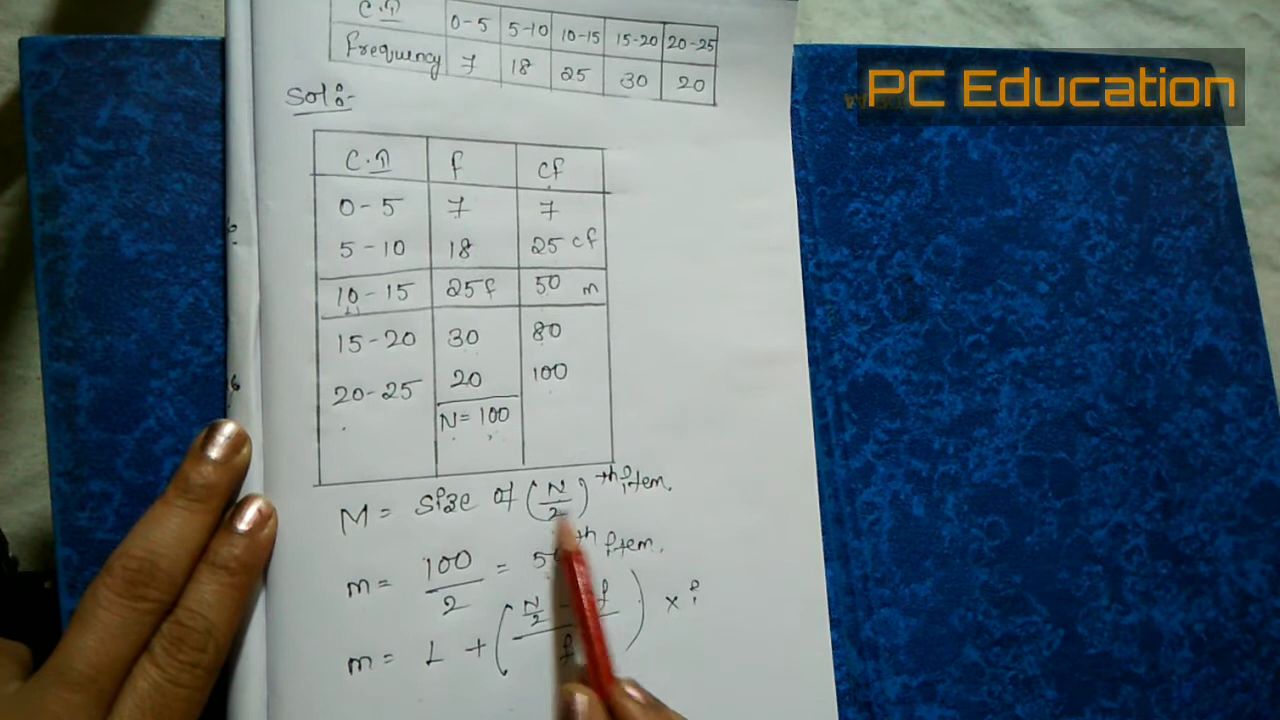 C.I 0-5 5-10 10-15 15-20 20-25
frequency 7 18 25 30 20
PC Education
Sol:-
C.I f cf
0-5 7 7
5-10 18 25 cf
10-15 25f 50 m
15-20 30 80
20-25 20 100
N= 100
M = Size of (N/2)th item.
m = 100/2 = 50th item.
m = L + (N/2 - cf / f) × i